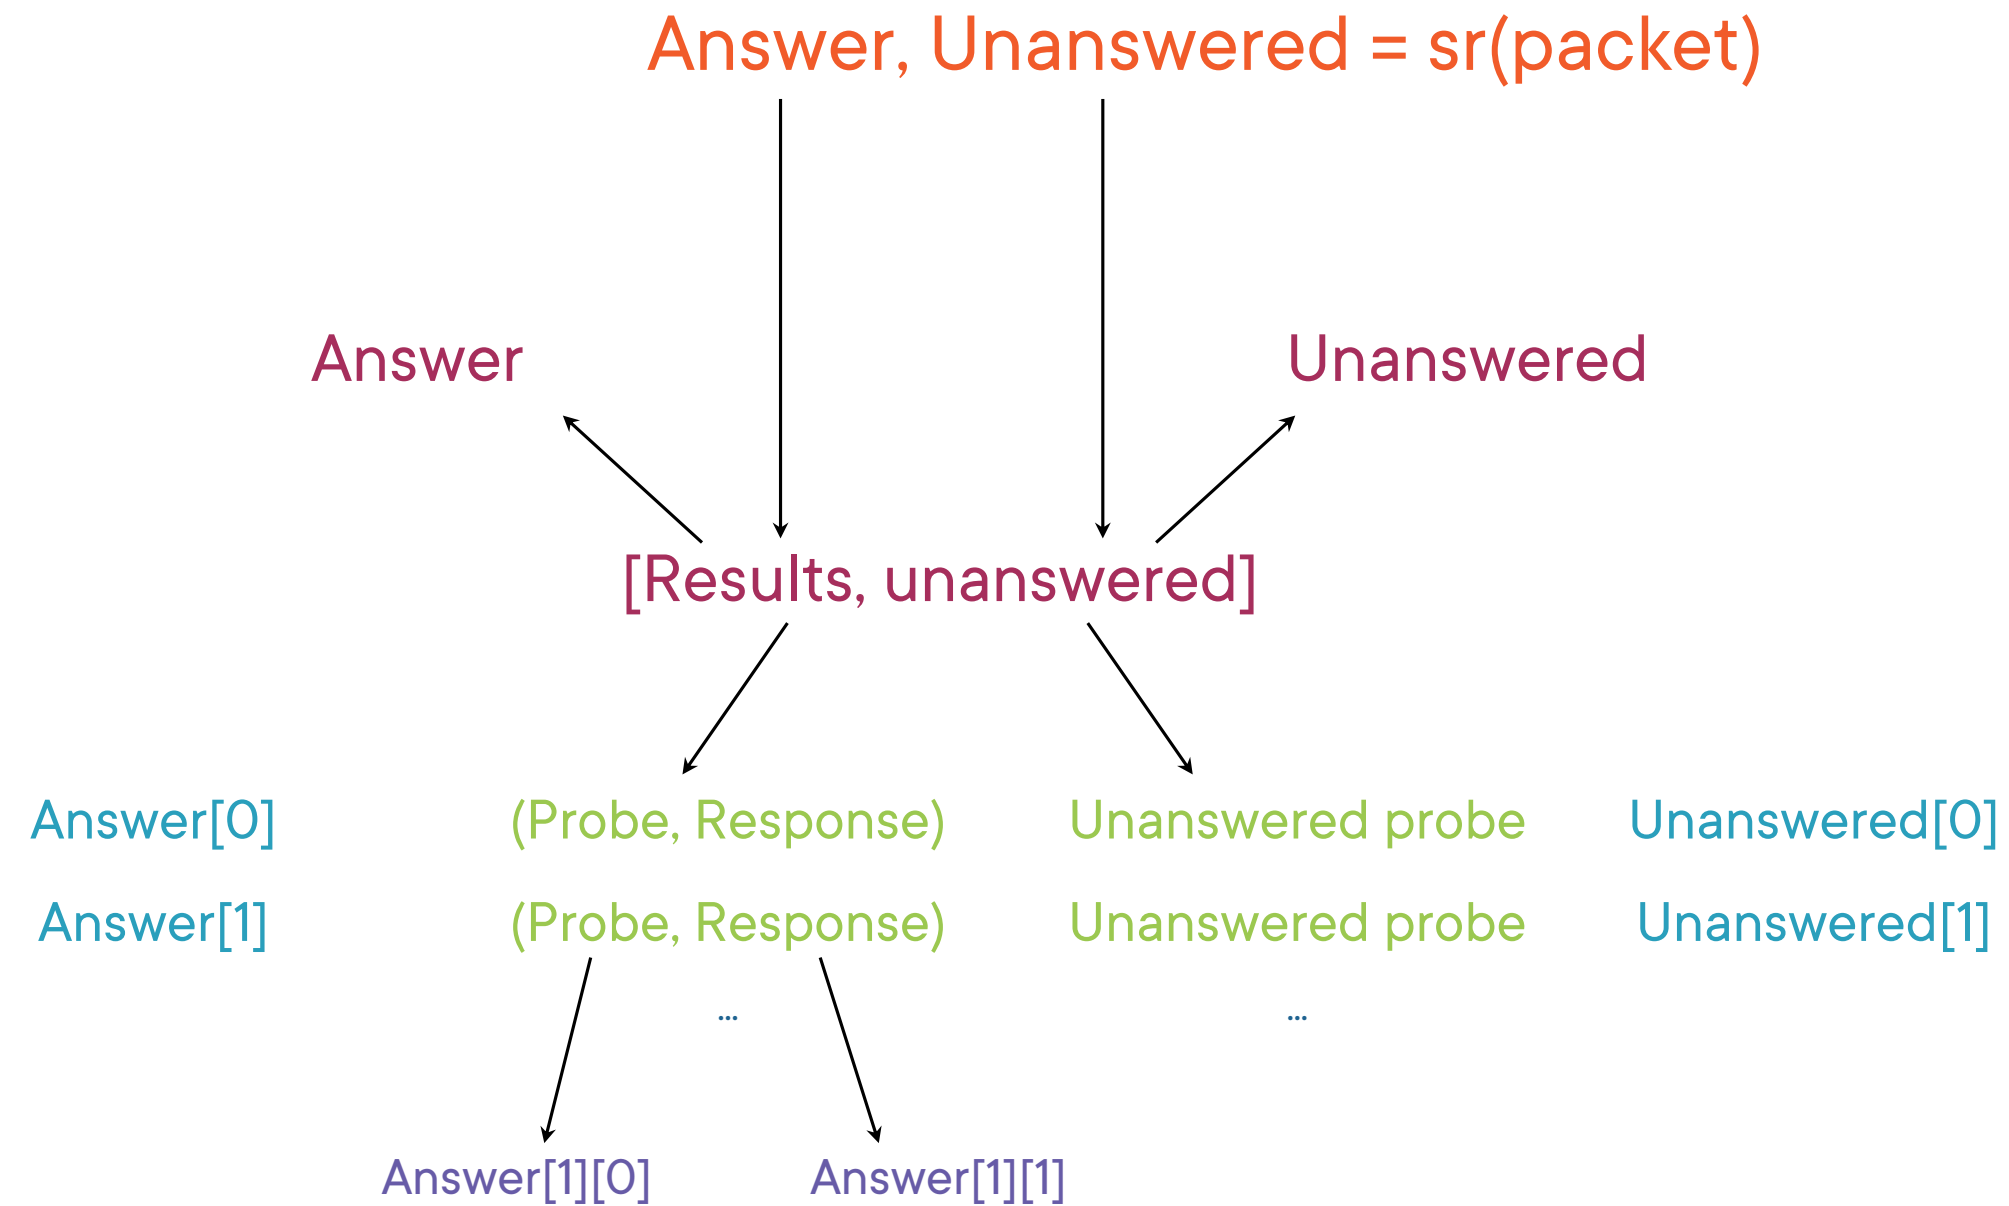 Answer, Unanswered = sr(packet)
Answer
Unanswered
[Results, unanswered]
Answer[0]
(Probe, Response)
Unanswered probe
Unanswered[0]
Answer[1]
(Probe, Response)
Unanswered probe
Unanswered[1]
...
...
Answer[1][0]
Answer[1][1]